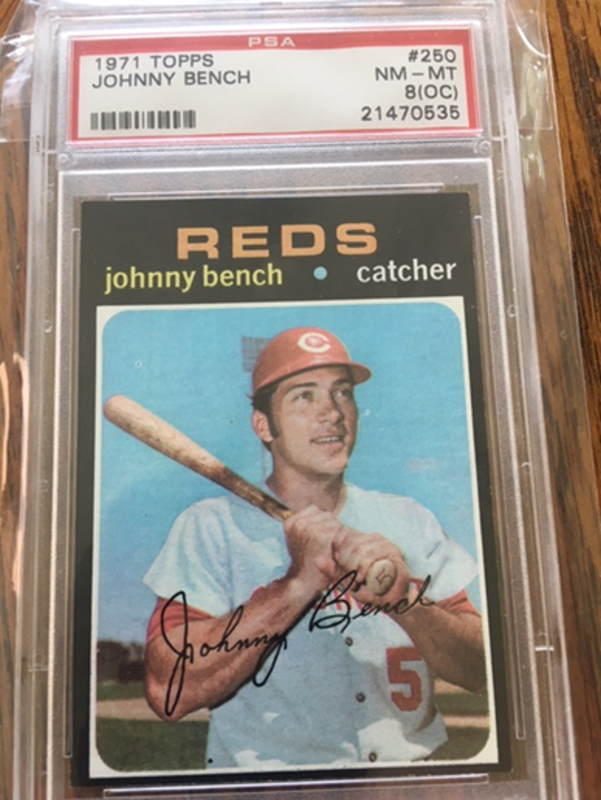 PSA
1971 TOPPS #250
JOHNNY BENCH NM - MT
8(OC)
21470535
REDS
johnny bench • catcher
C
Johnny Bench
5